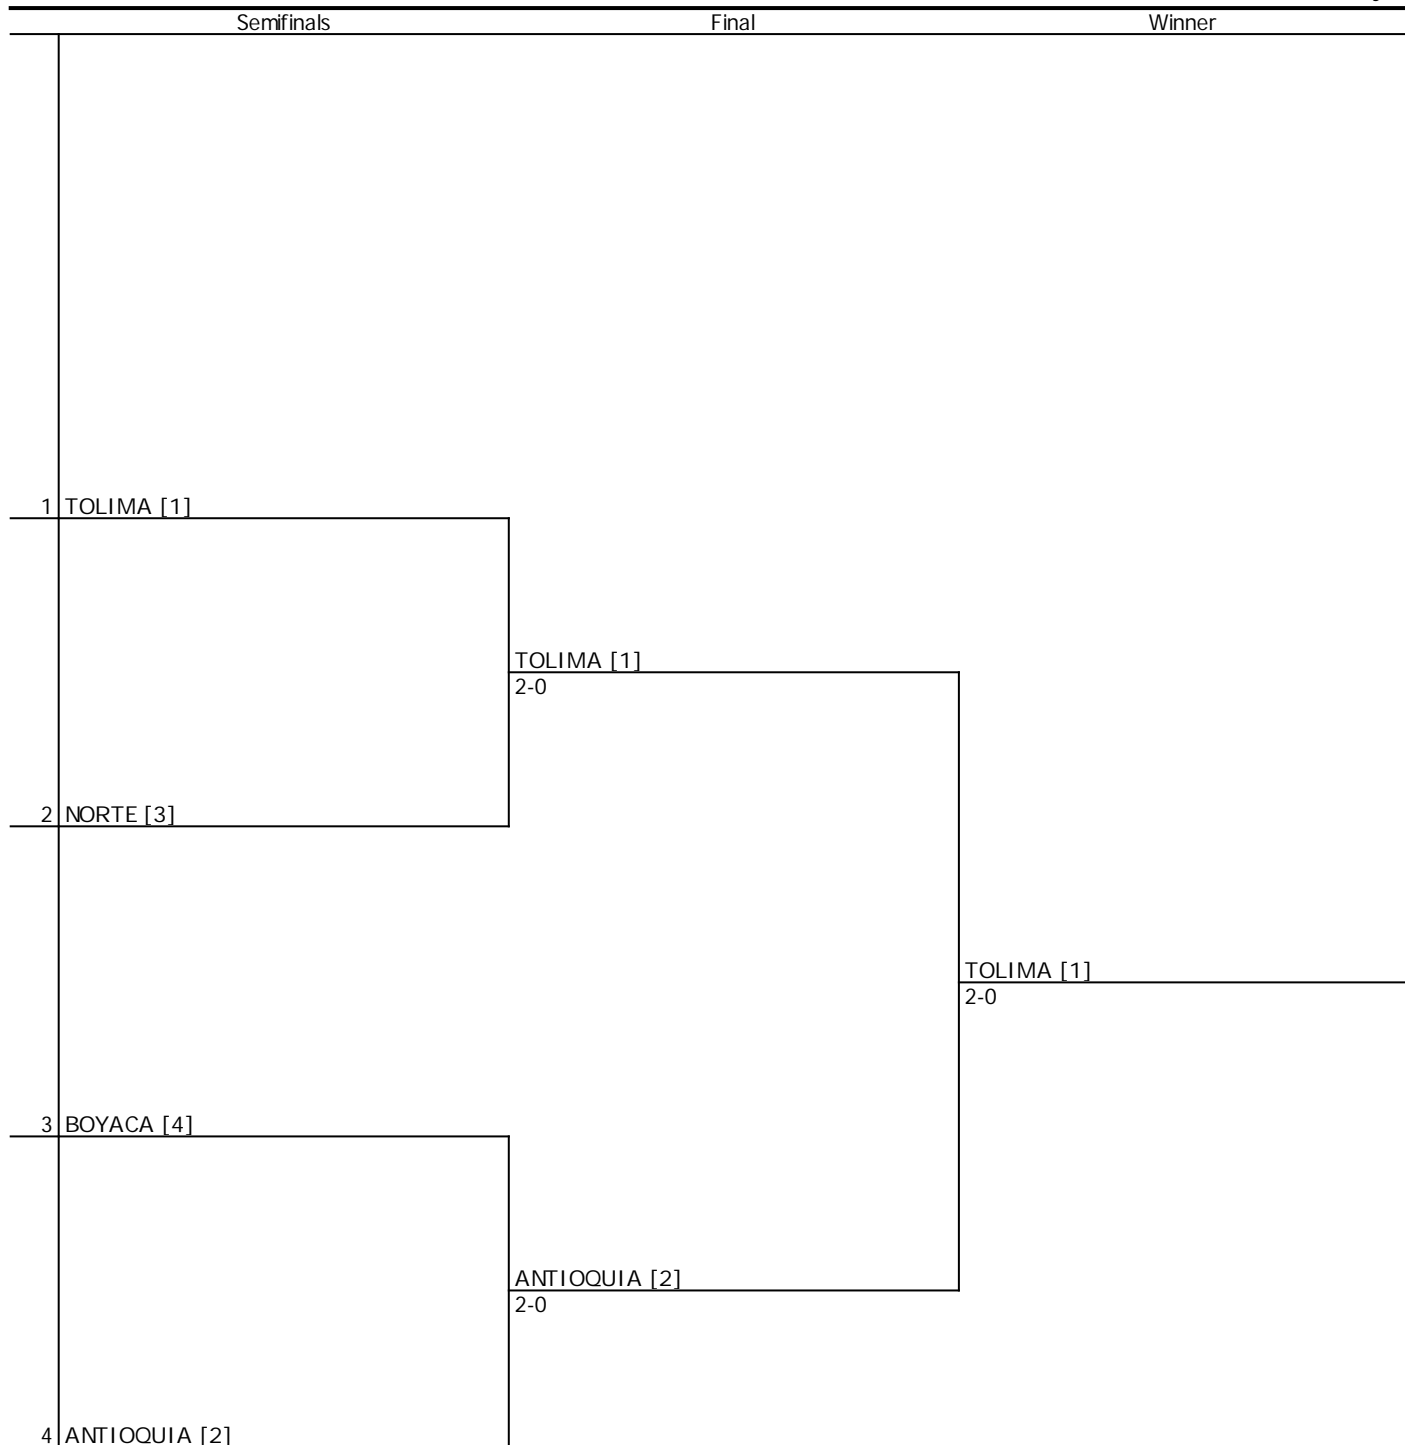 Semifinals Final Winner
1 TOLIMA [1]
TOLIMA [1]
2-0
2 NORTE [3]
TOLIMA [1]
2-0
3 BOYACA [4]
ANTIOQUIA [2]
2-0
4 ANTIOQUIA [2]